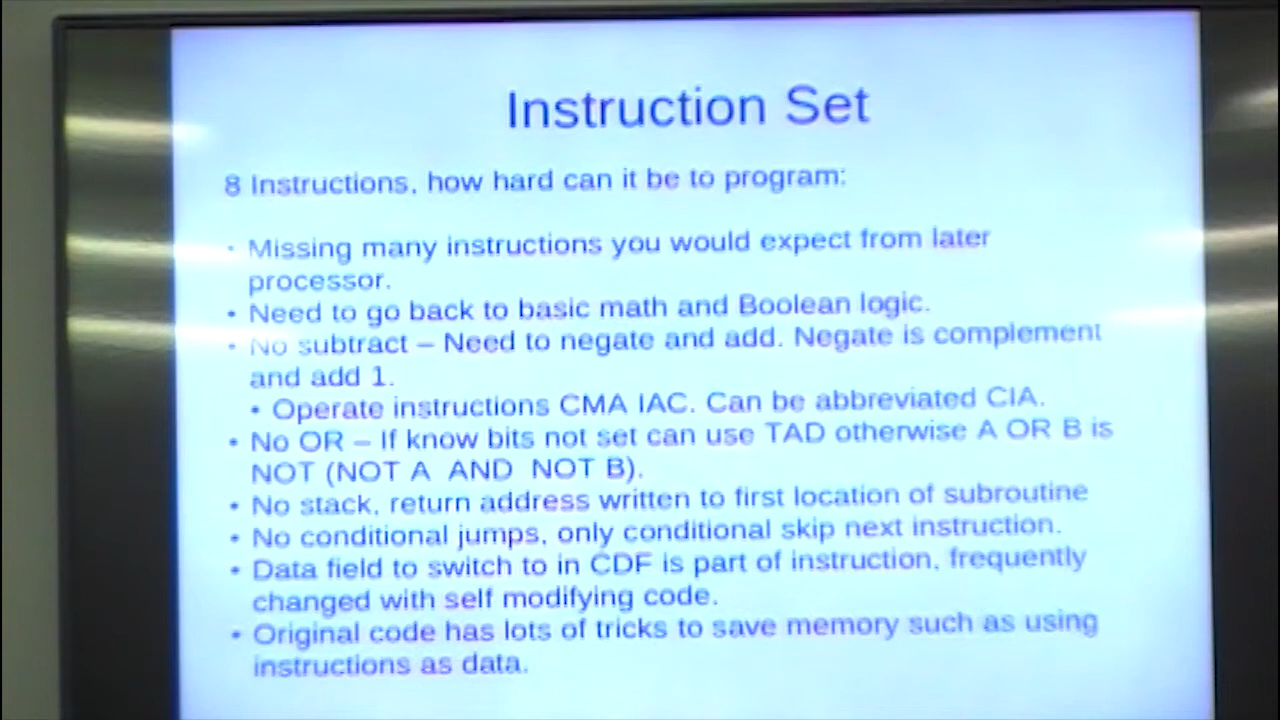 Instruction Set
8 Instructions, how hard can it be to program:
• Missing many instructions you would expect from later
processor.
• Need to go back to basic math and Boolean logic.
• No subtract – Need to negate and add. Negate is complement
and add 1.
• Operate instructions CMA IAC. Can be abbreviated CIA.
• No OR – If know bits not set can use TAD otherwise A OR B is
NOT (NOT A AND NOT B).
• No stack, return address written to first location of subroutine
• No conditional jumps, only conditional skip next instruction.
• Data field to switch to in CDF is part of instruction, frequently
changed with self modifying code.
• Original code has lots of tricks to save memory such as using
instructions as data.